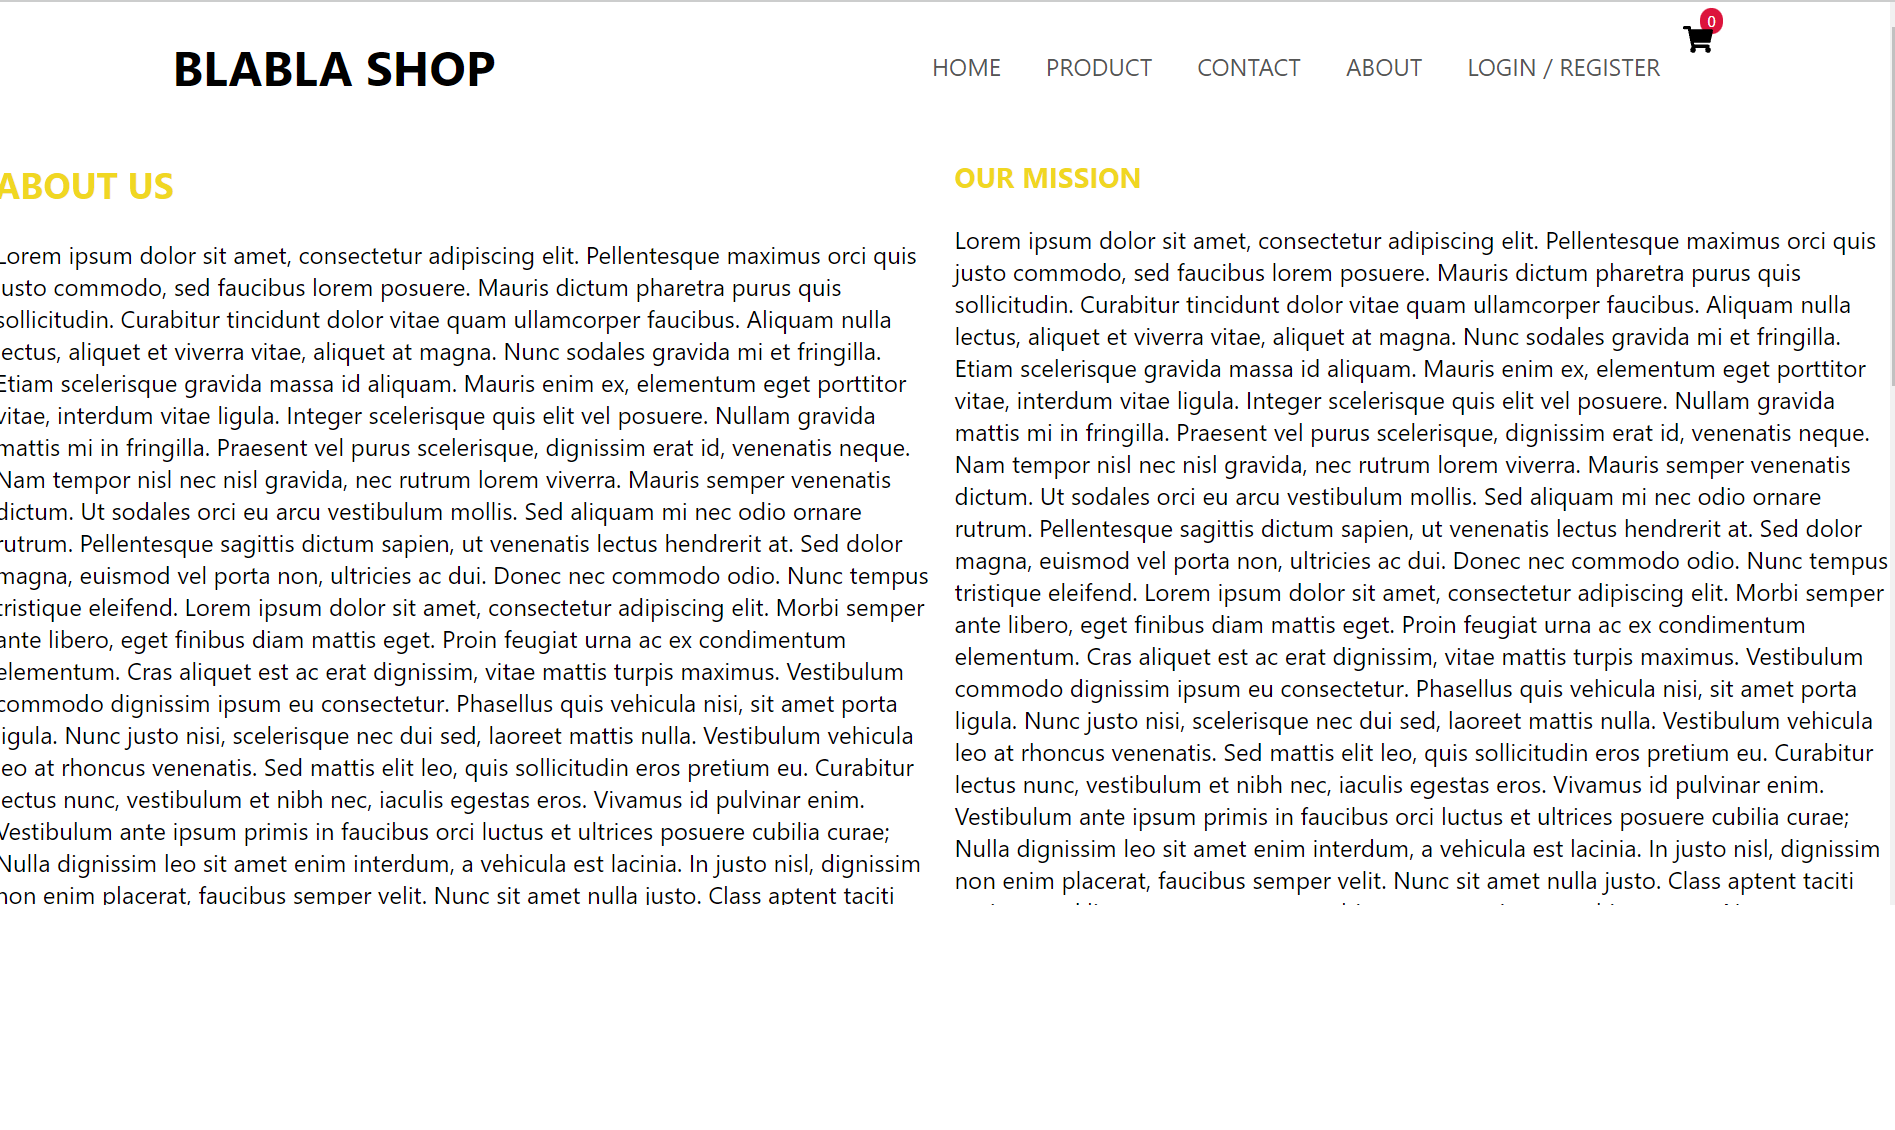 0
BLABLA SHOP
HOME PRODUCT CONTACT ABOUT LOGIN / REGISTER
ABOUT US
Lorem ipsum dolor sit amet, consectetur adipiscing elit. Pellentesque maximus orci quis
justo commodo, sed faucibus lorem posuere. Mauris dictum pharetra purus quis
sollicitudin. Curabitur tincidunt dolor vitae quam ullamcorper faucibus. Aliquam nulla
lectus, aliquet et viverra vitae, aliquet at magna. Nunc sodales gravida mi et fringilla.
Etiam scelerisque gravida massa id aliquam. Mauris enim ex, elementum eget porttitor
vitae, interdum vitae ligula. Integer scelerisque quis elit vel posuere. Nullam gravida
mattis mi in fringilla. Praesent vel purus scelerisque, dignissim erat id, venenatis neque.
Nam tempor nisl nec nisl gravida, nec rutrum lorem viverra. Mauris semper venenatis
dictum. Ut sodales orci eu arcu vestibulum mollis. Sed aliquam mi nec odio ornare
rutrum. Pellentesque sagittis dictum sapien, ut venenatis lectus hendrerit at. Sed dolor
magna, euismod vel porta non, ultricies ac dui. Donec nec commodo odio. Nunc tempus
tristique eleifend. Lorem ipsum dolor sit amet, consectetur adipiscing elit. Morbi semper
ante libero, eget finibus diam mattis eget. Proin feugiat urna ac ex condimentum
elementum. Cras aliquet est ac erat dignissim, vitae mattis turpis maximus. Vestibulum
commodo dignissim ipsum eu consectetur. Phasellus quis vehicula nisi, sit amet porta
ligula. Nunc justo nisi, scelerisque nec dui sed, laoreet mattis nulla. Vestibulum vehicula
leo at rhoncus venenatis. Sed mattis elit leo, quis sollicitudin eros pretium eu. Curabitur
lectus nunc, vestibulum et nibh nec, iaculis egestas eros. Vivamus id pulvinar enim.
Vestibulum ante ipsum primis in faucibus orci luctus et ultrices posuere cubilia curae;
Nulla dignissim leo sit amet enim interdum, a vehicula est lacinia. In justo nisl, dignissim
non enim placerat, faucibus semper velit. Nunc sit amet nulla justo. Class aptent taciti
OUR MISSION
Lorem ipsum dolor sit amet, consectetur adipiscing elit. Pellentesque maximus orci quis
justo commodo, sed faucibus lorem posuere. Mauris dictum pharetra purus quis
sollicitudin. Curabitur tincidunt dolor vitae quam ullamcorper faucibus. Aliquam nulla
lectus, aliquet et viverra vitae, aliquet at magna. Nunc sodales gravida mi et fringilla.
Etiam scelerisque gravida massa id aliquam. Mauris enim ex, elementum eget porttitor
vitae, interdum vitae ligula. Integer scelerisque quis elit vel posuere. Nullam gravida
mattis mi in fringilla. Praesent vel purus scelerisque, dignissim erat id, venenatis neque.
Nam tempor nisl nec nisl gravida, nec rutrum lorem viverra. Mauris semper venenatis
dictum. Ut sodales orci eu arcu vestibulum mollis. Sed aliquam mi nec odio ornare
rutrum. Pellentesque sagittis dictum sapien, ut venenatis lectus hendrerit at. Sed dolor
magna, euismod vel porta non, ultricies ac dui. Donec nec commodo odio. Nunc tempus
tristique eleifend. Lorem ipsum dolor sit amet, consectetur adipiscing elit. Morbi semper
ante libero, eget finibus diam mattis eget. Proin feugiat urna ac ex condimentum
elementum. Cras aliquet est ac erat dignissim, vitae mattis turpis maximus. Vestibulum
commodo dignissim ipsum eu consectetur. Phasellus quis vehicula nisi, sit amet porta
ligula. Nunc justo nisi, scelerisque nec dui sed, laoreet mattis nulla. Vestibulum vehicula
leo at rhoncus venenatis. Sed mattis elit leo, quis sollicitudin eros pretium eu. Curabitur
lectus nunc, vestibulum et nibh nec, iaculis egestas eros. Vivamus id pulvinar enim.
Vestibulum ante ipsum primis in faucibus orci luctus et ultrices posuere cubilia curae;
Nulla dignissim leo sit amet enim interdum, a vehicula est lacinia. In justo nisl, dignissim
non enim placerat, faucibus semper velit. Nunc sit amet nulla justo. Class aptent taciti